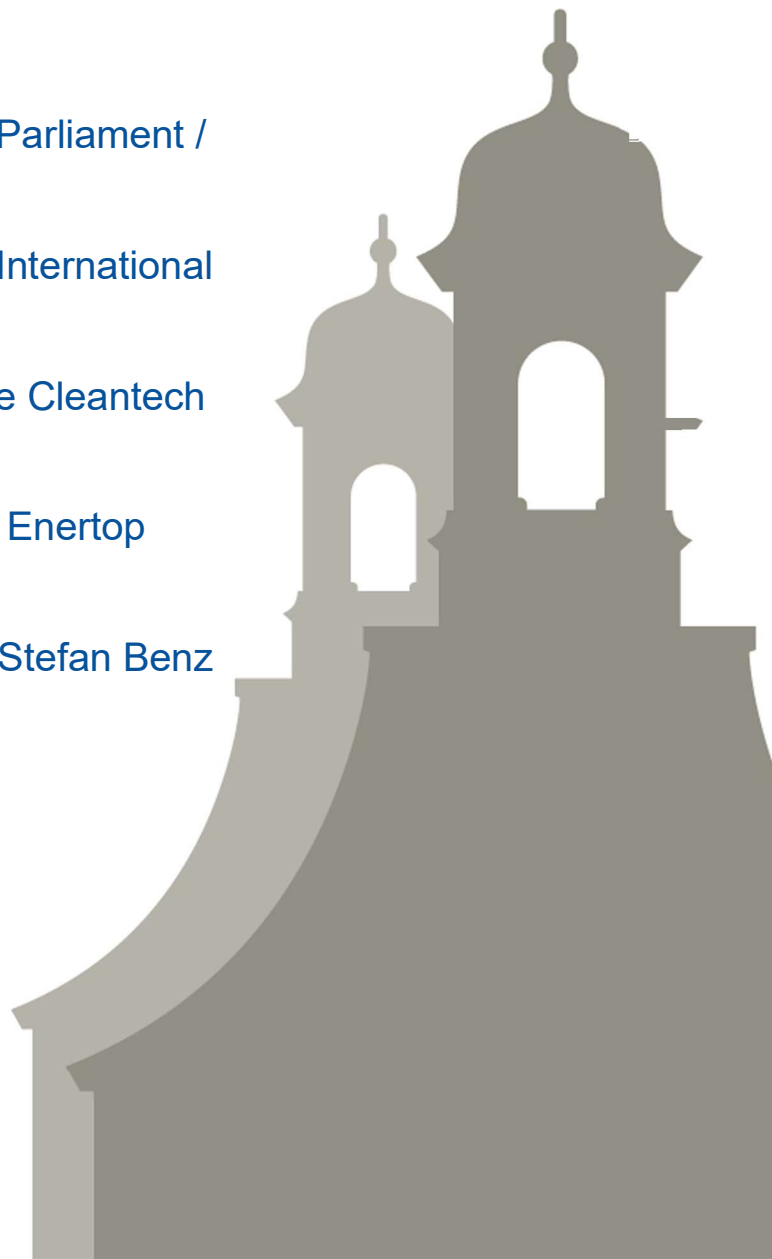 Parliament /
International
Cleantech
Enertop
Stefan Benz